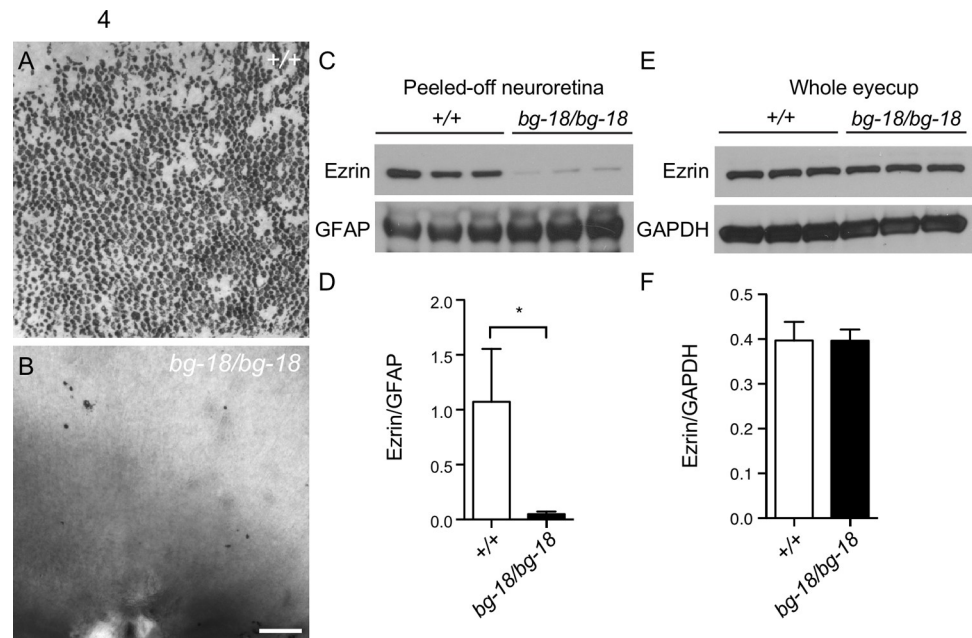 4
A
+/+
B
bg-18/bg-18
C
Peeled-off neuroretina
+/+
bg-18/bg-18
Ezrin
GFAP
D
2.0
1.5
1.0
0.5
0.0
Ezrin/GFAP
*
+/+
bg-18/bg-18
E
Whole eyecup
+/+
bg-18/bg-18
Ezrin
GAPDH
F
0.5
0.4
0.3
0.2
0.1
0.0
Ezrin/GAPDH
+/+
bg-18/bg-18